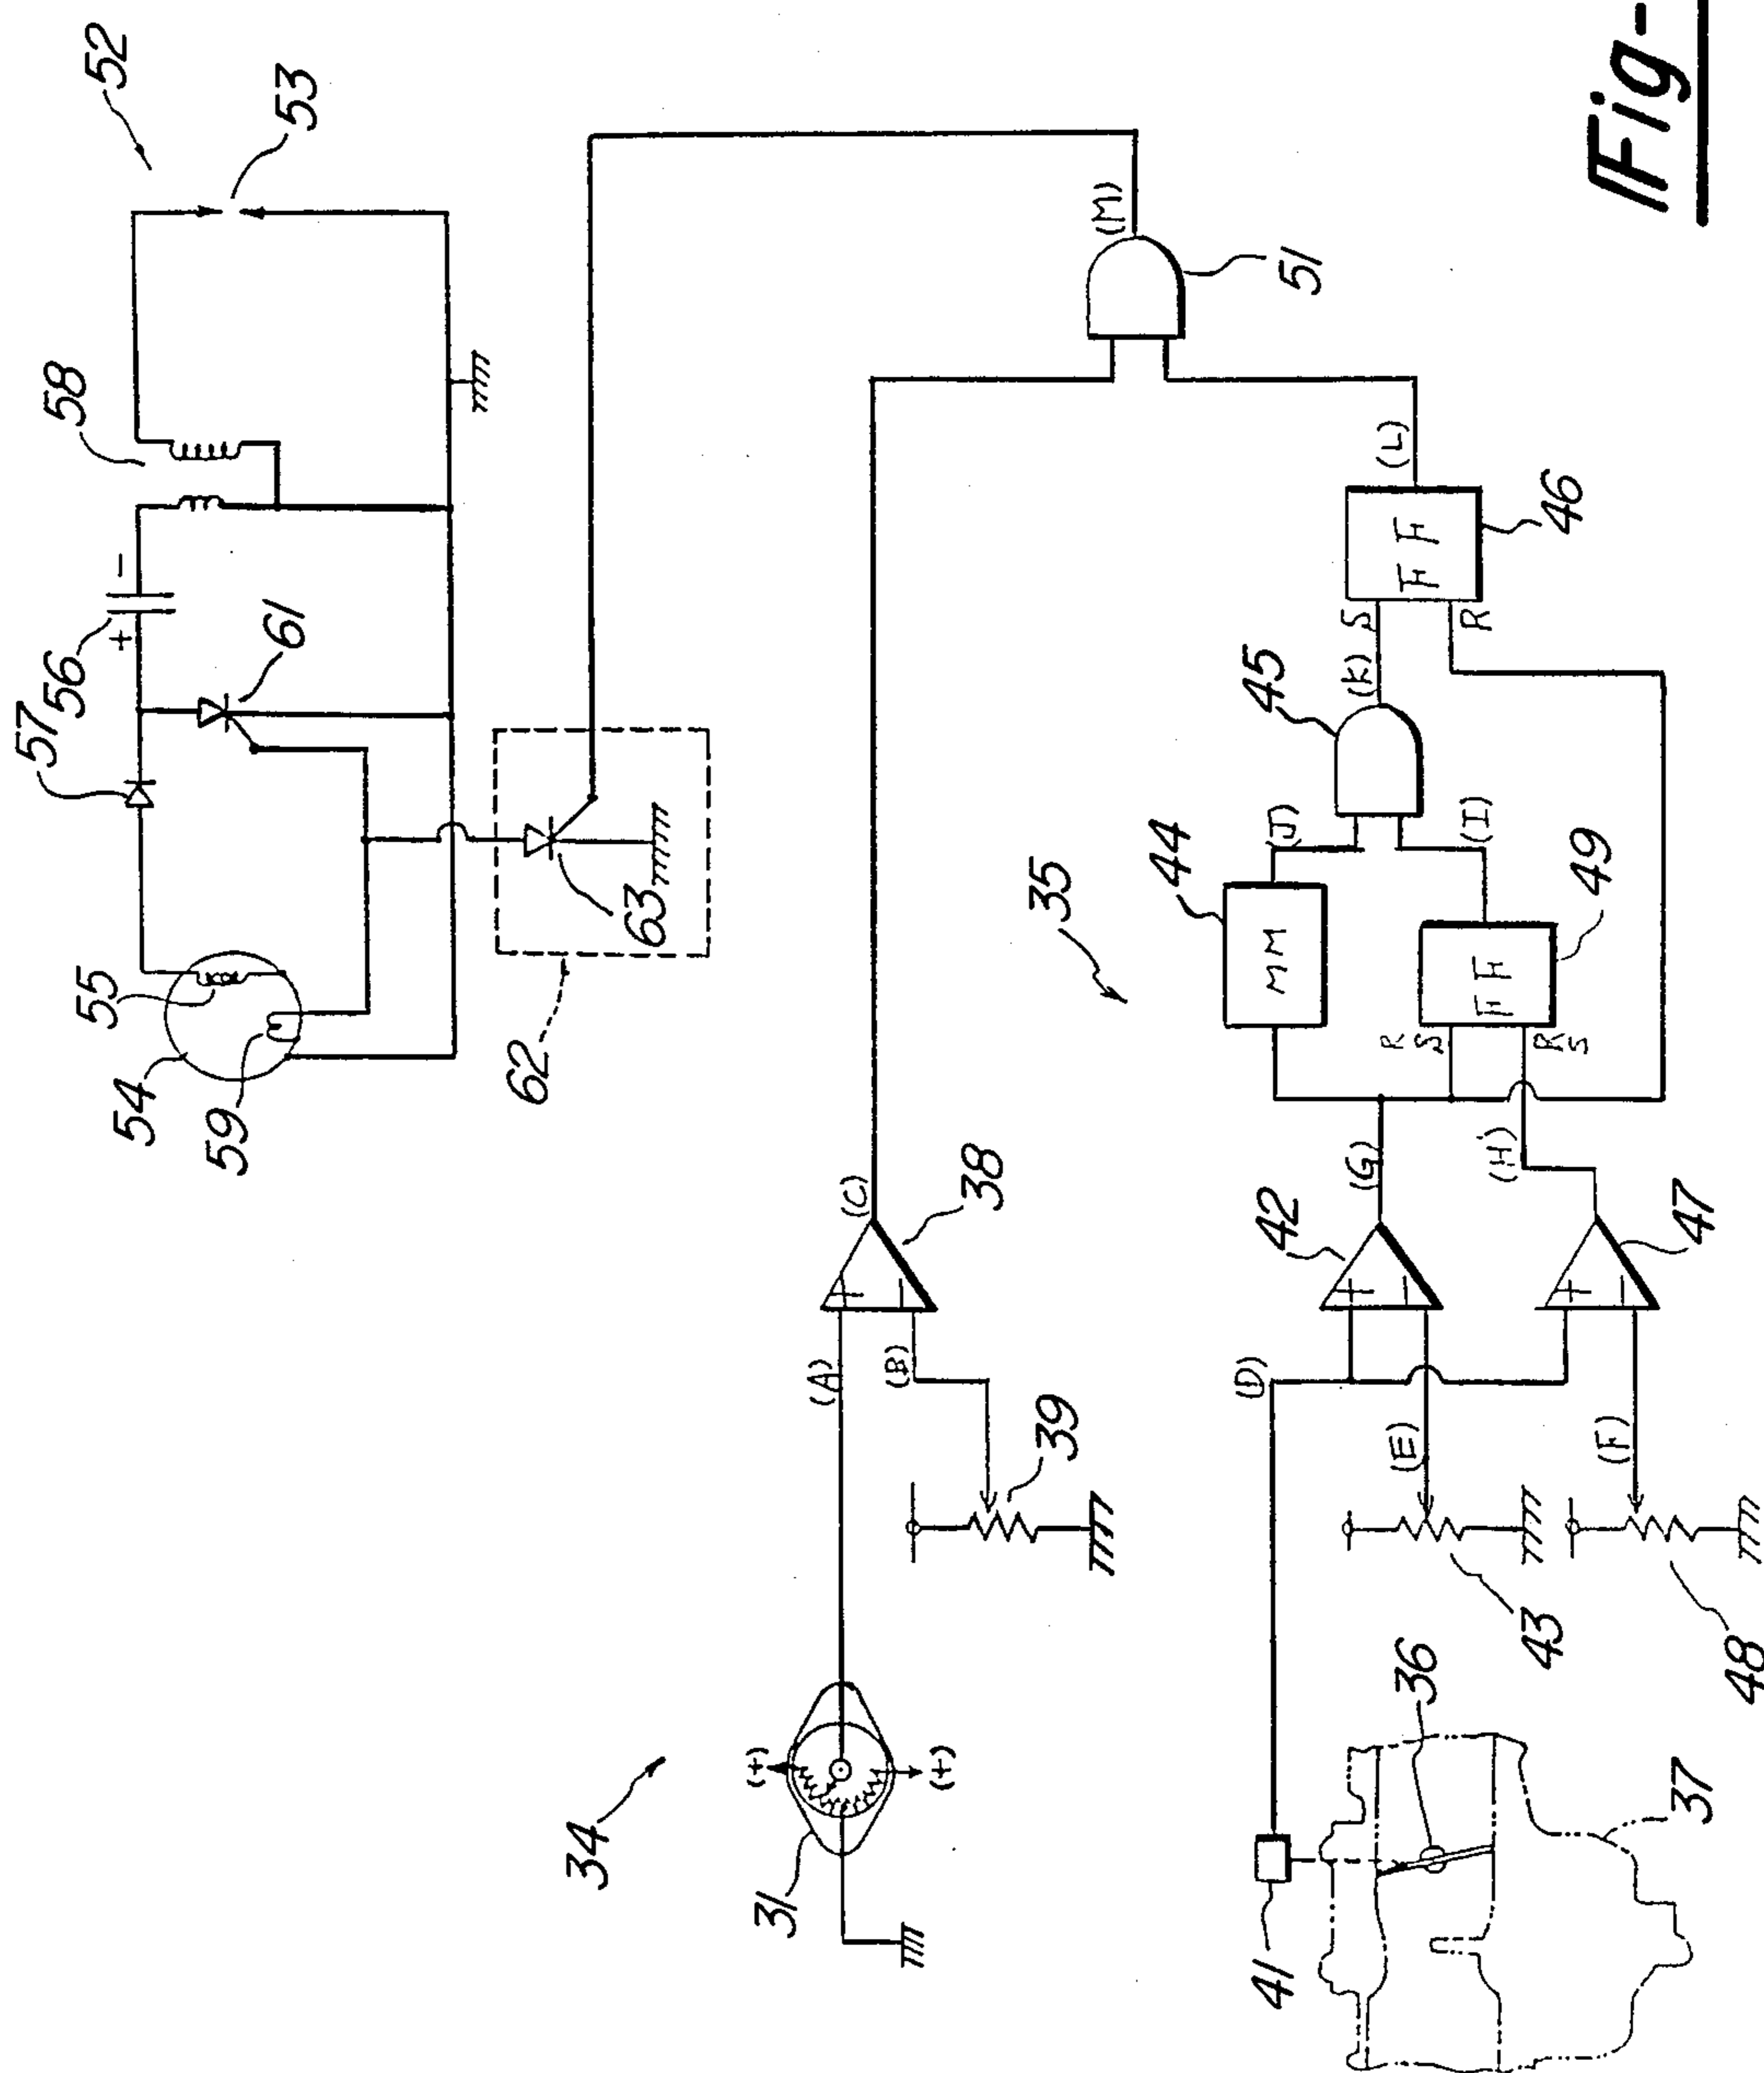 52
53
58
57
56
+
−
61
55
54
59
62
63
(M)
51
34
31
(+)
(+)
(A)
(B)
39
(C)
38
35
41
36
37
(D)
(E)
43
(F)
48
42
+
−
47
+
−
(G)
(H)
44
MM
R
S
R
S
FF
49
(J)
(I)
45
(K)
S
R
FF
46
(L)
Fig-